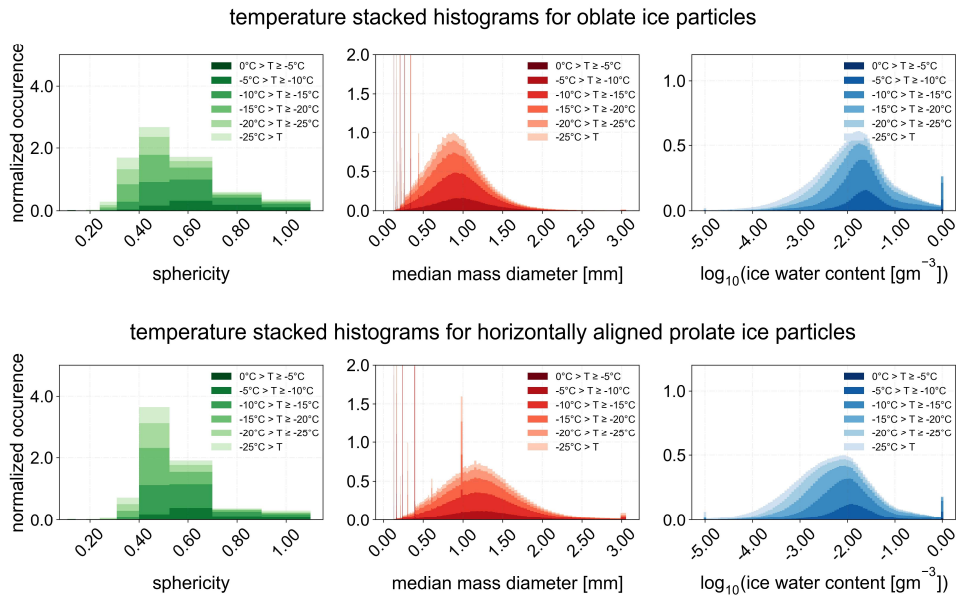 temperature stacked histograms for oblate ice particles
normalized occurence
4.0
2.0
0.0
0°C > T ≥ -5°C
-5°C > T ≥ -10°C
-10°C > T ≥ -15°C
-15°C > T ≥ -20°C
-20°C > T ≥ -25°C
-25°C > T
0.20 0.40 0.60 0.80 1.00
sphericity
2.0
1.5
1.0
0.5
0.0
0°C > T ≥ -5°C
-5°C > T ≥ -10°C
-10°C > T ≥ -15°C
-15°C > T ≥ -20°C
-20°C > T ≥ -25°C
-25°C > T
0.00 0.50 1.00 1.50 2.00 2.50 3.00
median mass diameter [mm]
1.0
0.5
0.0
0°C > T ≥ -5°C
-5°C > T ≥ -10°C
-10°C > T ≥ -15°C
-15°C > T ≥ -20°C
-20°C > T ≥ -25°C
-25°C > T
-5.00 -4.00 -3.00 -2.00 -1.00 0.00
log₁₀(ice water content [gm⁻³])
temperature stacked histograms for horizontally aligned prolate ice particles
normalized occurence
4.0
2.0
0.0
0°C > T ≥ -5°C
-5°C > T ≥ -10°C
-10°C > T ≥ -15°C
-15°C > T ≥ -20°C
-20°C > T ≥ -25°C
-25°C > T
0.20 0.40 0.60 0.80 1.00
sphericity
2.0
1.5
1.0
0.5
0.0
0°C > T ≥ -5°C
-5°C > T ≥ -10°C
-10°C > T ≥ -15°C
-15°C > T ≥ -20°C
-20°C > T ≥ -25°C
-25°C > T
0.00 0.50 1.00 1.50 2.00 2.50 3.00
median mass diameter [mm]
1.0
0.5
0.0
0°C > T ≥ -5°C
-5°C > T ≥ -10°C
-10°C > T ≥ -15°C
-15°C > T ≥ -20°C
-20°C > T ≥ -25°C
-25°C > T
-5.00 -4.00 -3.00 -2.00 -1.00 0.00
log₁₀(ice water content [gm⁻³])